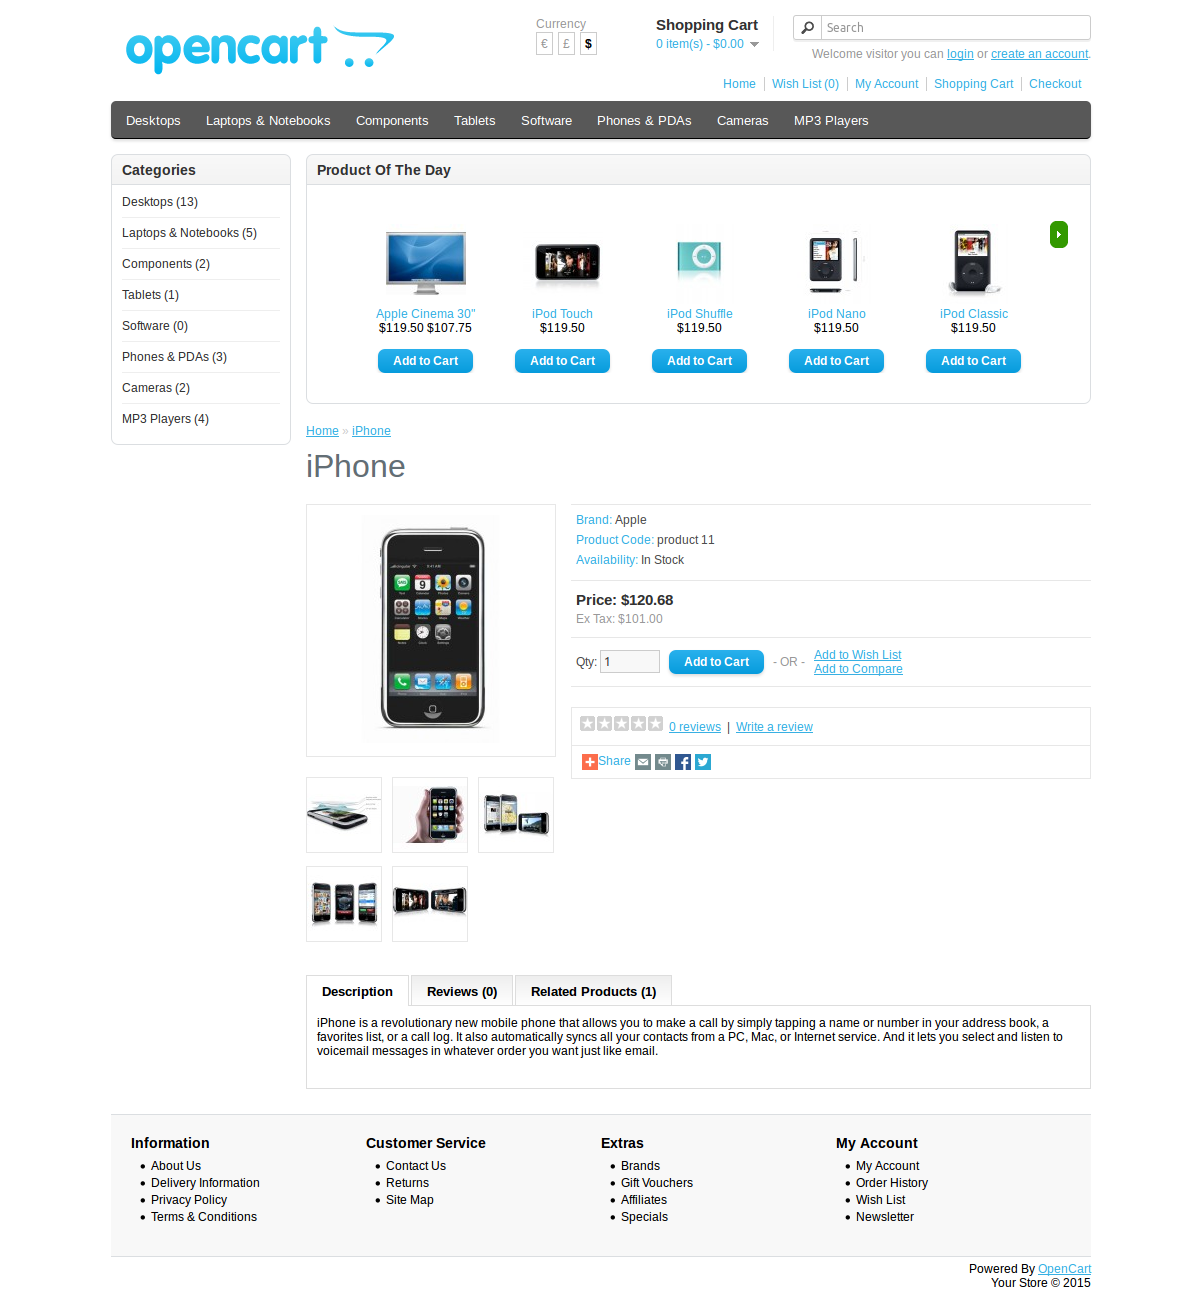 opencart
Currency
€ £ $
Shopping Cart
0 item(s) - $0.00
Search
Welcome visitor you can login or create an account.
Home
Wish List (0)
My Account
Shopping Cart
Checkout
Desktops
Laptops & Notebooks
Components
Tablets
Software
Phones & PDAs
Cameras
MP3 Players
Categories
Desktops (13)
Laptops & Notebooks (5)
Components (2)
Tablets (1)
Software (0)
Phones & PDAs (3)
Cameras (2)
MP3 Players (4)
Product Of The Day
Apple Cinema 30"
$119.50 $107.75
Add to Cart
iPod Touch
$119.50
Add to Cart
iPod Shuffle
$119.50
Add to Cart
iPod Nano
$119.50
Add to Cart
iPod Classic
$119.50
Add to Cart
Home » iPhone
iPhone
Brand: Apple
Product Code: product 11
Availability: In Stock
Price: $120.68
Ex Tax: $101.00
Qty: 1
Add to Cart
- OR -
Add to Wish List
Add to Compare
0 reviews | Write a review
Share
Description
Reviews (0)
Related Products (1)
iPhone is a revolutionary new mobile phone that allows you to make a call by simply tapping a name or number in your address book, a
favorites list, or a call log. It also automatically syncs all your contacts from a PC, Mac, or Internet service. And it lets you select and listen to
voicemail messages in whatever order you want just like email.
Information
About Us
Delivery Information
Privacy Policy
Terms & Conditions
Customer Service
Contact Us
Returns
Site Map
Extras
Brands
Gift Vouchers
Affiliates
Specials
My Account
My Account
Order History
Wish List
Newsletter
Powered By OpenCart
Your Store © 2015